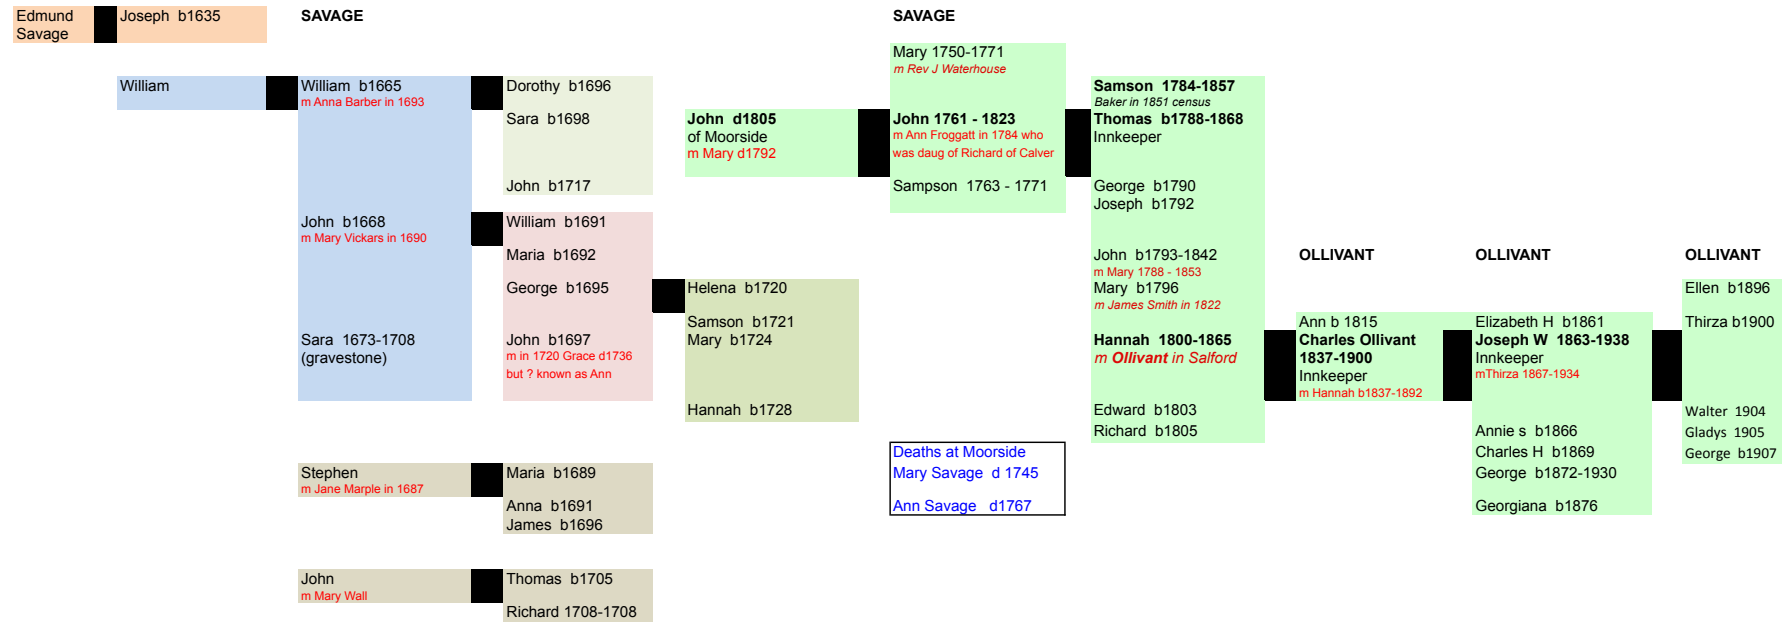 Edmund
Savage
Joseph b1635
SAVAGE
William
William b1665
m Anna Barber in 1693
John b1668
m Mary Vickars in 1690
Sara 1673-1708
(gravestone)
Stephen
m Jane Marple in 1687
John
m Mary Wall
Dorothy b1696
Sara b1698
John b1717
William b1691
Maria b1692
George b1695
John b1697
m in 1720 Grace d1736
but ? known as Ann
Maria b1689
Anna b1691
James b1696
Thomas b1705
Richard 1708-1708
John d1805
of Moorside
m Mary d1792
Helena b1720
Samson b1721
Mary b1724
Hannah b1728
SAVAGE
Mary 1750-1771
m Rev J Waterhouse
John 1761 - 1823
m Ann Froggatt in 1784 who
was daug of Richard of Calver
Sampson 1763 - 1771
Deaths at Moorside
Mary Savage d 1745
Ann Savage d1767
Samson 1784-1857
Baker in 1851 census
Thomas b1788-1868
Innkeeper
George b1790
Joseph b1792
John b1793-1842
m Mary 1788 - 1853
Mary b1796
m James Smith in 1822
Hannah 1800-1865
m Ollivant in Salford
Edward b1803
Richard b1805
OLLIVANT
Ann b 1815
Charles Ollivant
1837-1900
Innkeeper
m Hannah b1837-1892
OLLIVANT
Elizabeth H b1861
Joseph W 1863-1938
Innkeeper
mThirza 1867-1934
Annie s b1866
Charles H b1869
George b1872-1930
Georgiana b1876
OLLIVANT
Ellen b1896
Thirza b1900
Walter 1904
Gladys 1905
George b1907